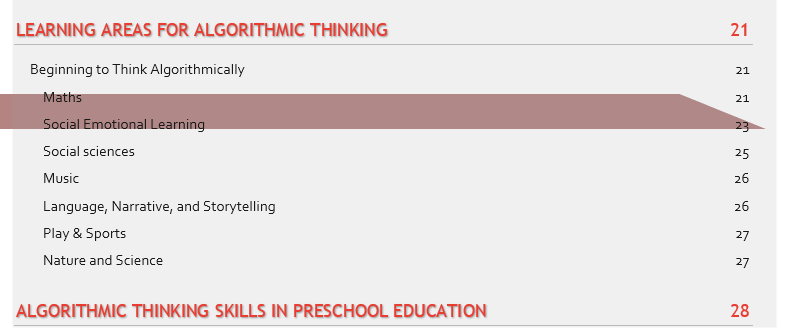 LEARNING AREAS FOR ALGORITHMIC THINKING 21
Beginning to Think Algorithmically 21
Maths 21
Social Emotional Learning 23
Social sciences 25
Music 26
Language, Narrative, and Storytelling 26
Play & Sports 27
Nature and Science 27
ALGORITHMIC THINKING SKILLS IN PRESCHOOL EDUCATION 28